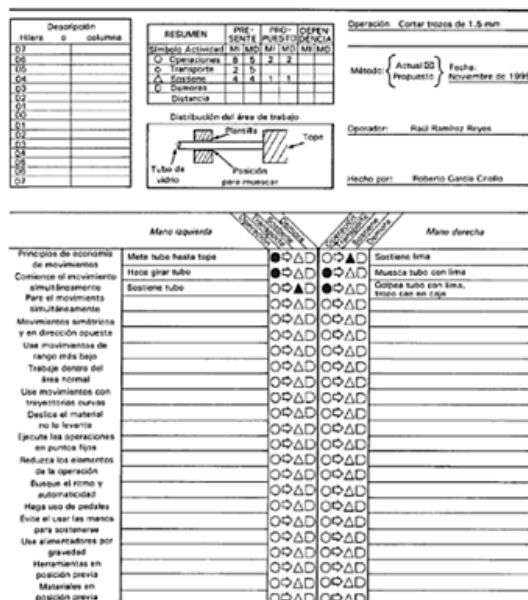 Descripción
Hilera o columna
07
06
05
04
03
02
01
00
01
02
03
04
05
06
07
RESUMEN PRE-SENTE PRO-PUESTO DEPEN-DENCIA
Símbolo Actividad MI MD MI MD MI MD
Operaciones 8 5 2 2
Transporte 2 5
Sostiene 4 4 1 1
Demoras
Distancia
Distribución del área de trabajo
Plantilla
Tope
Tubo de vidrio
Posición para muescar
Operación Cortar trozos de 1.5 mm
Método: Actual Propuesto
Fecha: Noviembre de 199
Operador: Raúl Ramírez Reyes
Hecho por: Roberto García Criollo
Mano izquierda
Operación
Transporte
Sostiene
Demora
Operación
Transporte
Sostiene
Demora
Mano derecha
Principios de economía de movimientos
Mete tubo hasta tope
Sostiene lima
Comience el movimiento simultáneamente
Hace girar tubo
Muesca tubo con lima
Pare el movimiento simultáneamente
Sostiene tubo
Golpea tubo con lima, trozo cae en caja
Movimientos simétricos y en dirección opuesta
Use movimientos de rango más bajo
Trabaje dentro del área normal
Use movimientos con trayectorias curvas
Deslice el material no lo levante
Ejecute las operaciones en puntos fijos
Reduzca los elementos de la operación
Busque el ritmo y automaticidad
Haga uso de pedales
Evite el usar las manos para sostenerse
Use alimentadores por gravedad
Herramientas en posición previa
Materiales en posición previa